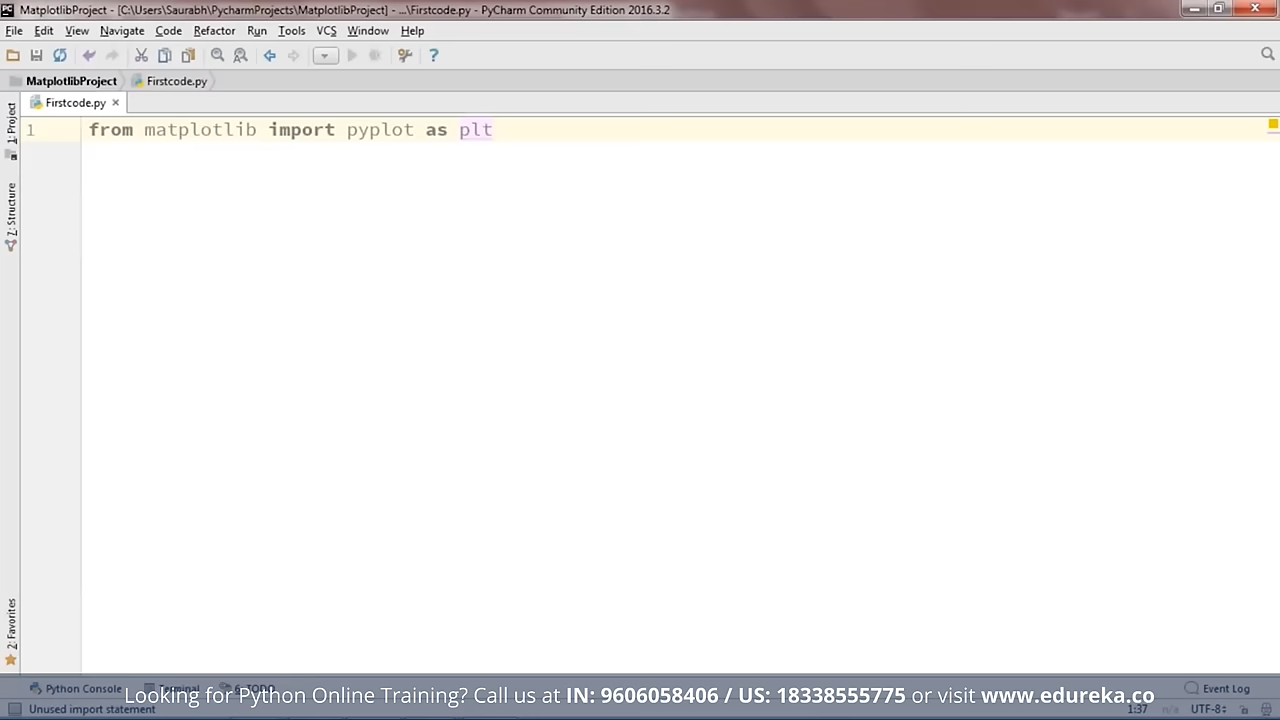 MatplotlibProject - [C:\Users\Saurabh\PycharmProjects\MatplotlibProject] - ...\Firstcode.py - PyCharm Community Edition 2016.3.2
File Edit View Navigate Code Refactor Run Tools VCS Window Help
MatplotlibProject Firstcode.py
1: Project
Firstcode.py
1 from matplotlib import pyplot as plt
7: Structure
2: Favorites
Python Console Terminal 6: TODO Event Log
Looking for Python Online Training? Call us at IN: 9606058406 / US: 18338555775 or visit www.edureka.co
Unused import statement 1:37 n/a UTF-8